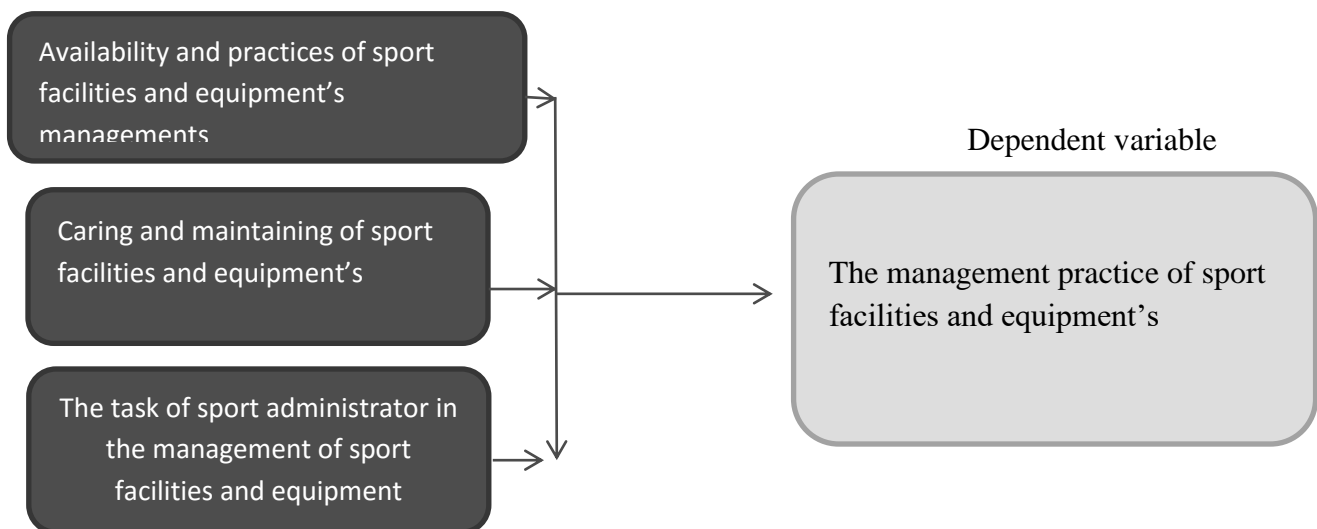 Availability and practices of sport
facilities and equipment’s
managements
Dependent variable
Caring and maintaining of sport
facilities and equipment’s
The management practice of sport
facilities and equipment’s
The task of sport administrator in
the management of sport
facilities and equipment